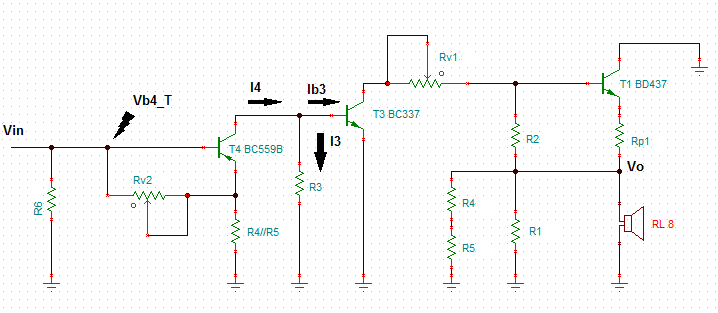 Rv1
Vb4_T
I4
Ib3
T1 BD437
Vin
T3 BC337
T4 BC559B
I3
R2
Rp1
Rv2
R3
Vo
R6
R4
R4//R5
R1
RL 8
R5